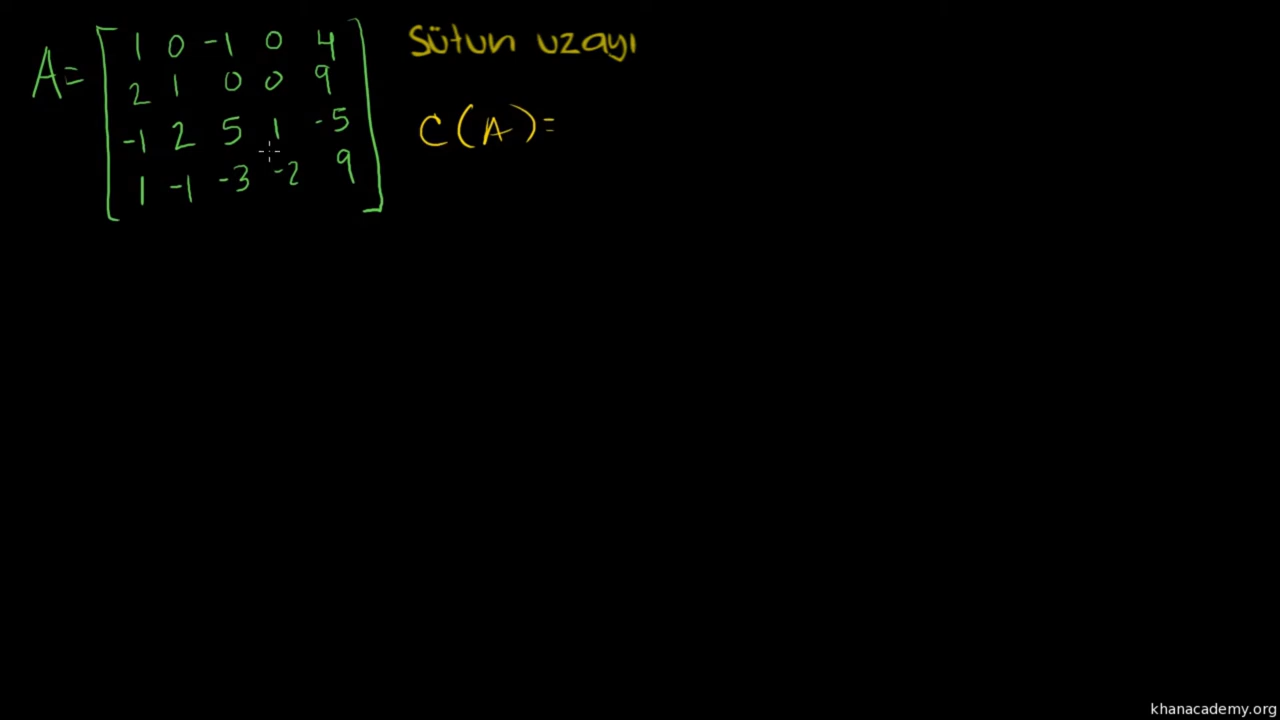 A = [ 1 0 -1 0 4
2 1 0 0 9
-1 2 5 1 -5
1 -1 -3 -2 9 ]
Sütun uzayı
C(A)=
khanacademy.org